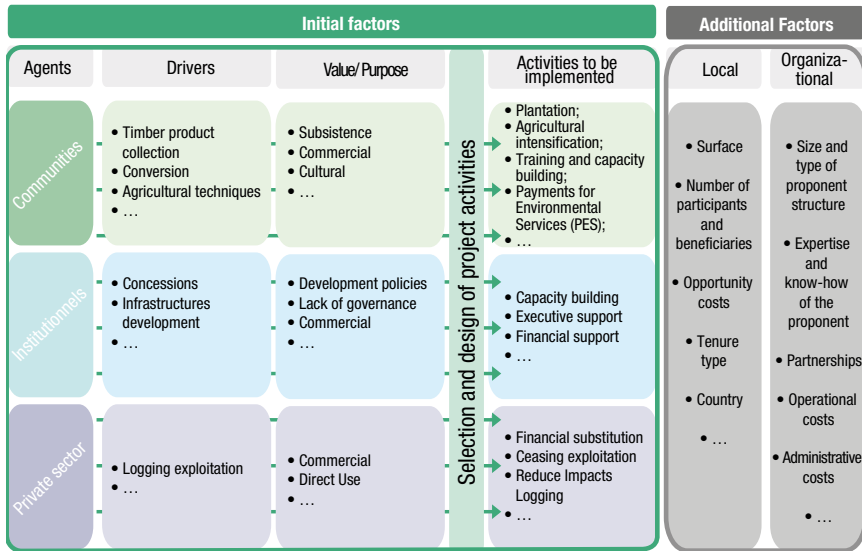 Initial factors
Additional Factors
Agents
Drivers
Value/ Purpose
Activities to be
implemented
Local
Organiza-
tional
Communities
• Timber product
collection
• Conversion
• Agricultural techniques
• …
• Subsistence
• Commercial
• Cultural
• …
• Plantation;
• Agricultural
intensification;
• Training and capacity
building;
• Payments for
Environmental
Services (PES);
• …
Institutionnels
• Concessions
• Infrastructures
development
• …
• Development policies
• Lack of governance
• Commercial
• …
• Capacity building
• Executive support
• Financial support
• …
Private sector
• Logging exploitation
• …
• Commercial
• Direct Use
• …
• Financial substitution
• Ceasing exploitation
• Reduce Impacts
Logging
• …
Selection and design of project activities
• Surface
• Number of
participants
and
beneficiaries
• Opportunity
costs
• Tenure
type
• Country
• …
• Size and
type of
proponent
structure
• Expertise
and
know-how
of the
proponent
• Partnerships
• Operational
costs
• Administrative
costs
• …